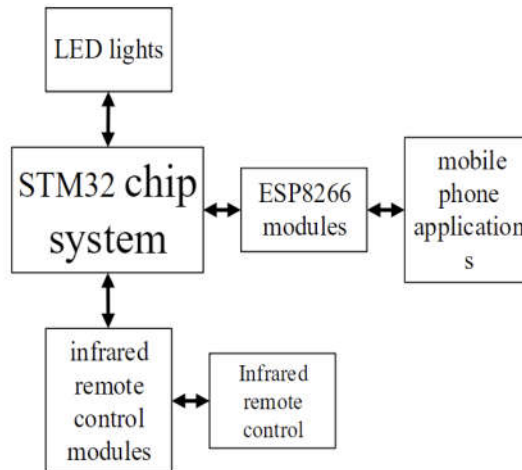 LED lights
STM32 chip
system
ESP8266
modules
mobile
phone
application
s
infrared
remote
control
modules
Infrared
remote
control